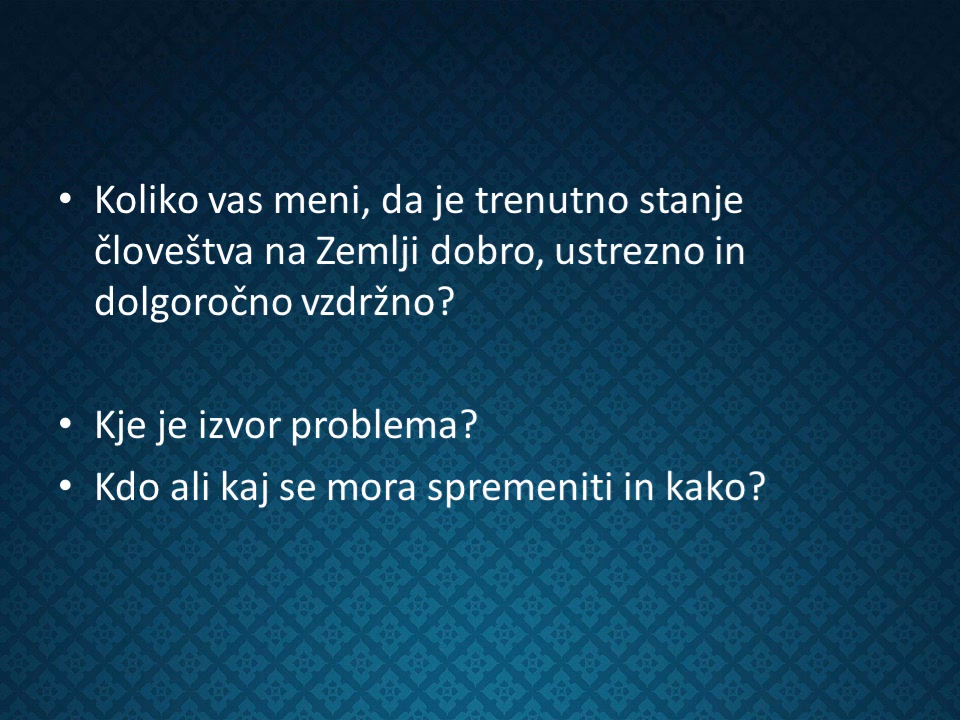 • Koliko vas meni, da je trenutno stanje
človeštva na Zemlji dobro, ustrezno in
dolgoročno vzdržno?
• Kje je izvor problema?
• Kdo ali kaj se mora spremeniti in kako?